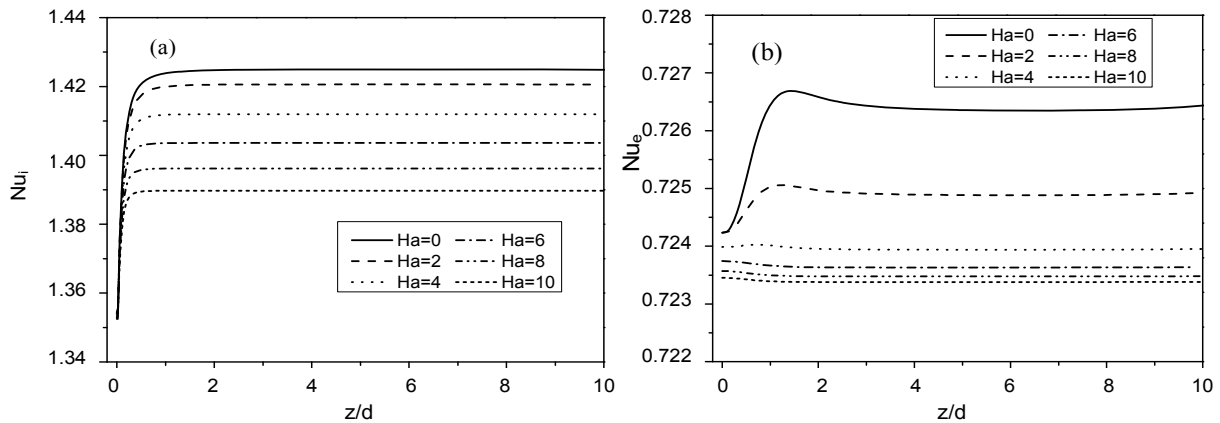 (a)
1.44
1.42
1.40
1.38
1.36
1.34
Nu_i
0
2
4
6
8
10
z/d
Ha=0
Ha=2
Ha=4
Ha=6
Ha=8
Ha=10
(b)
0.728
0.727
0.726
0.725
0.724
0.723
0.722
Nu_e
0
2
4
6
8
10
z/d
Ha=0
Ha=2
Ha=4
Ha=6
Ha=8
Ha=10